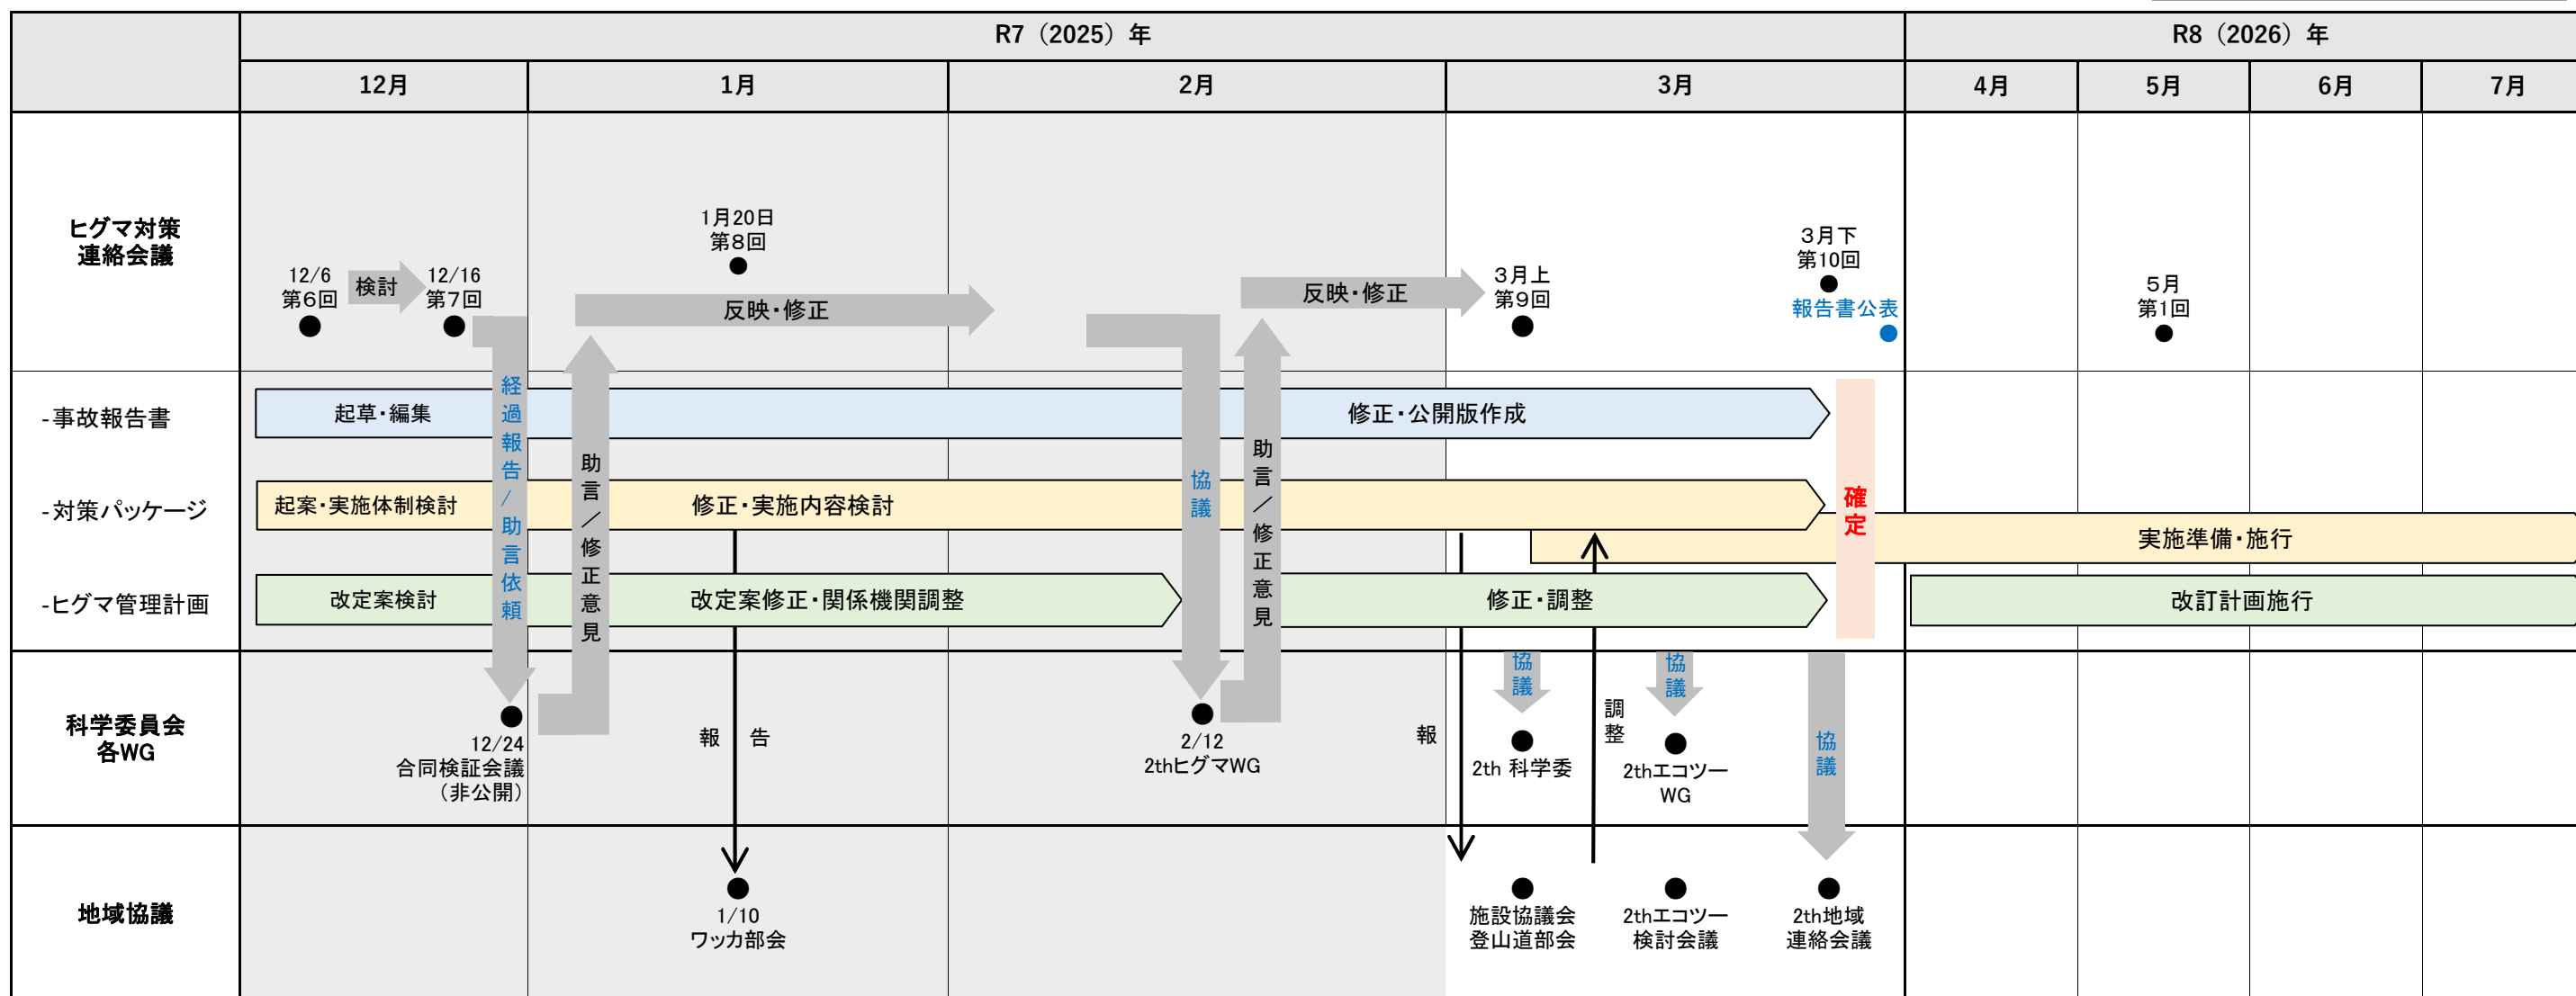 R7（2025）年
R8（2026）年
12月
1月
2月
3月
4月
5月
6月
7月
ヒグマ対策
連絡会議
12/6
第6回
検討
12/16
第7回
1月20日
第8回
反映・修正
反映・修正
3月上
第9回
3月下
第10回
報告書公表
5月
第1回
経過報告/助言依頼
助言／修正意見
協議
助言／修正意見
-事故報告書
起草・編集
修正・公開版作成
確定
-対策パッケージ
起案・実施体制検討
修正・実施内容検討
実施準備・施行
-ヒグマ管理計画
改定案検討
改定案修正・関係機関調整
修正・調整
改訂計画施行
科学委員会
各WG
12/24
合同検証会議
（非公開）
報告
2/12
2thヒグマWG
報
協議
2th 科学委
調整
協議
2thエコツー
WG
協議
地域協議
1/10
ワッカ部会
施設協議会
登山道部会
2thエコツー
検討会議
2th地域
連絡会議